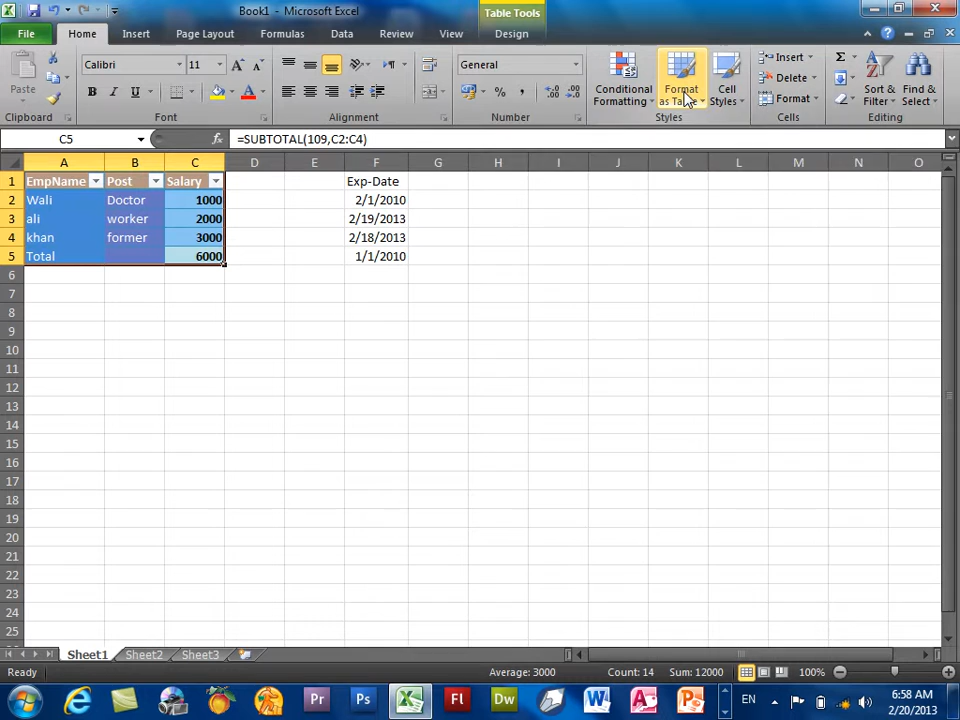 Book1 - Microsoft Excel
Table Tools
File Home Insert Page Layout Formulas Data Review View Design
Paste
Calibri 11
B I U
General
% ,
Conditional Formatting
Format as Table
Cell Styles
Insert
Delete
Format
Sort & Filter
Find & Select
Clipboard Font Alignment Number Styles Cells Editing
C5 fx =SUBTOTAL(109,C2:C4)
A B C D E F G H I J K L M N O
1 EmpName Post Salary Exp-Date
2 Wali Doctor 1000 2/1/2010
3 ali worker 2000 2/19/2013
4 khan former 3000 2/18/2013
5 Total 6000 1/1/2010
6
7
8
9
10
11
12
13
14
15
16
17
18
19
20
21
22
23
24
25
Sheet1 Sheet2 Sheet3
Ready Average: 3000 Count: 14 Sum: 12000 100%
Pr Ps Fl Dw EN 6:58 AM
2/20/2013